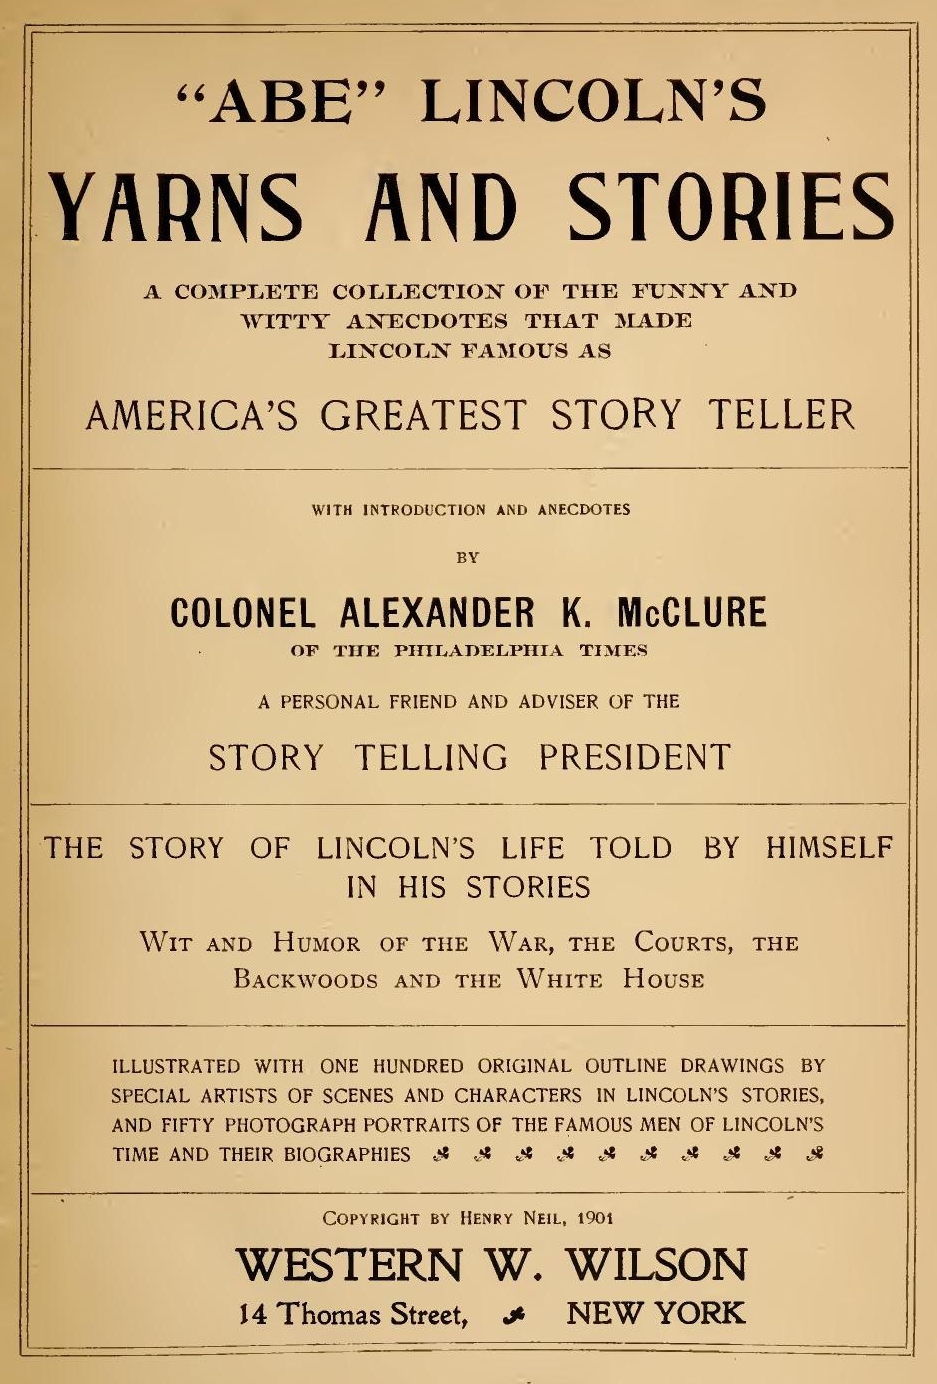 “ABE” LINCOLN’S
YARNS AND STORIES
A COMPLETE COLLECTION OF THE FUNNY AND
WITTY ANECDOTES THAT MADE
LINCOLN FAMOUS AS
AMERICA’S GREATEST STORY TELLER
WITH INTRODUCTION AND ANECDOTES
BY
COLONEL ALEXANDER K. McCLURE
OF THE PHILADELPHIA TIMES
A PERSONAL FRIEND AND ADVISER OF THE
STORY TELLING PRESIDENT
THE STORY OF LINCOLN’S LIFE TOLD BY HIMSELF
IN HIS STORIES
WIT AND HUMOR OF THE WAR, THE COURTS, THE
BACKWOODS AND THE WHITE HOUSE
ILLUSTRATED WITH ONE HUNDRED ORIGINAL OUTLINE DRAWINGS BY
SPECIAL ARTISTS OF SCENES AND CHARACTERS IN LINCOLN’S STORIES,
AND FIFTY PHOTOGRAPH PORTRAITS OF THE FAMOUS MEN OF LINCOLN’S
TIME AND THEIR BIOGRAPHIES
COPYRIGHT BY HENRY NEIL, 1901
WESTERN W. WILSON
14 Thomas Street, NEW YORK